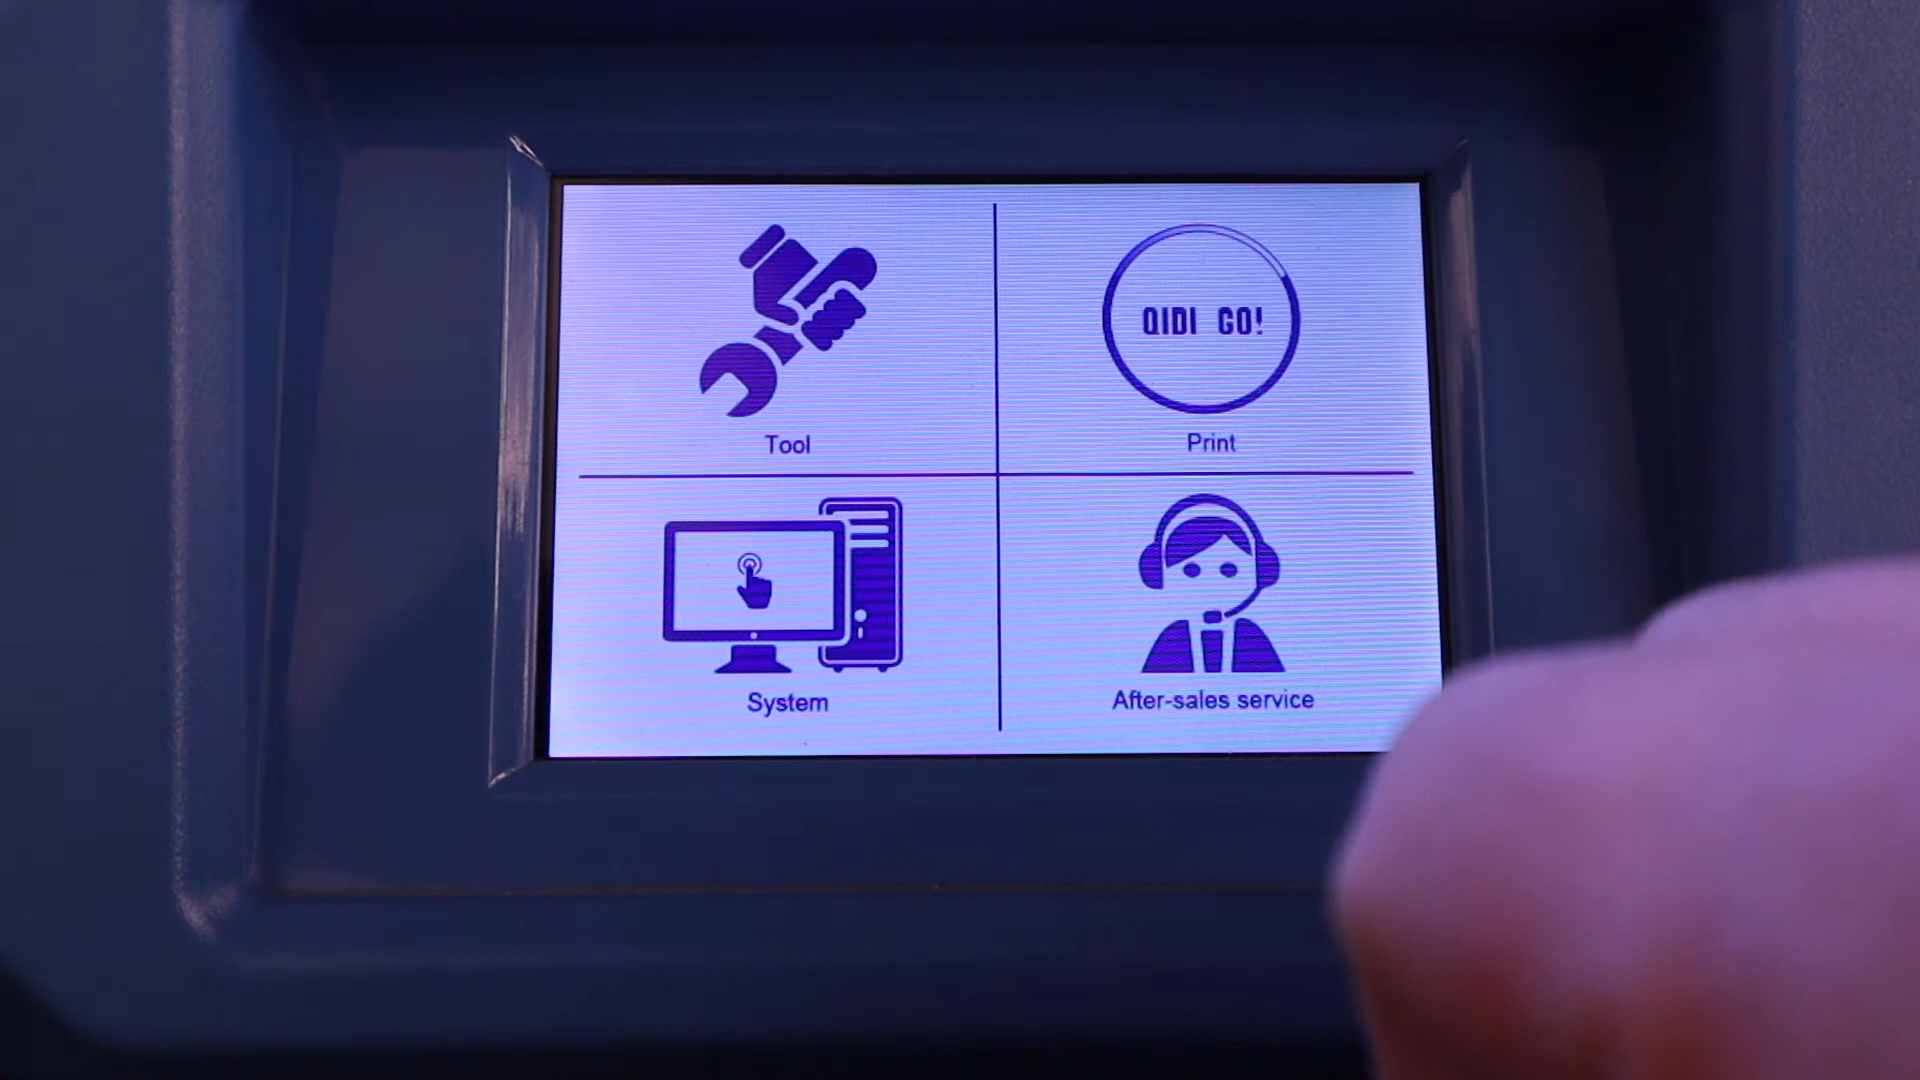 QIDI GO!
Tool
Print
System
After-sales service